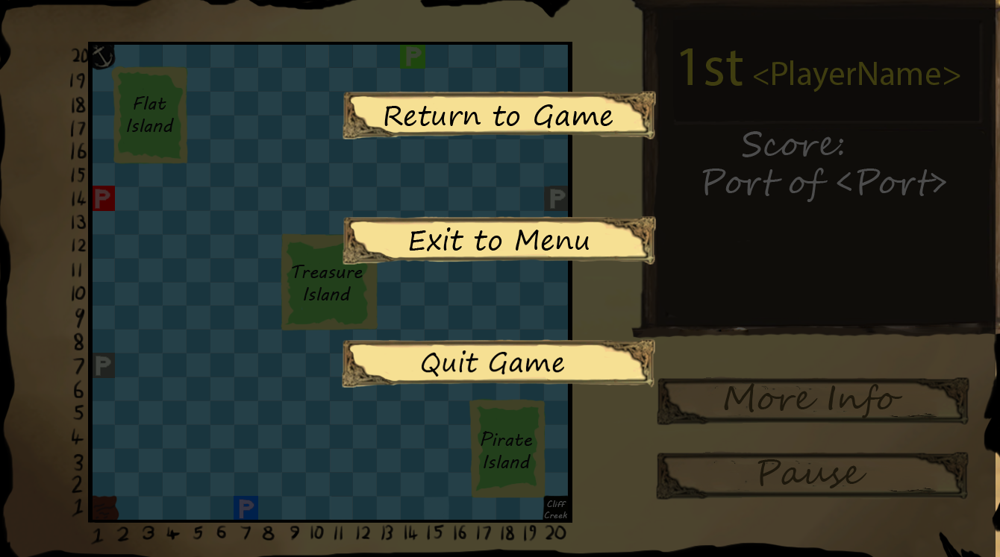 1st <PlayerName>
Score:
Port of <Port>
More Info
Pause
Return to Game
Exit to Menu
Quit Game
20
19
18
17
16
15
14
13
12
11
10
9
8
7
6
5
4
3
2
1
P
Flat
Island
P
P
Treasure
Island
P
Pirate
Island
P
Cliff
Creek
1 2 3 4 5 6 7 8 9 10 11 12 13 14 15 16 17 18 19 20